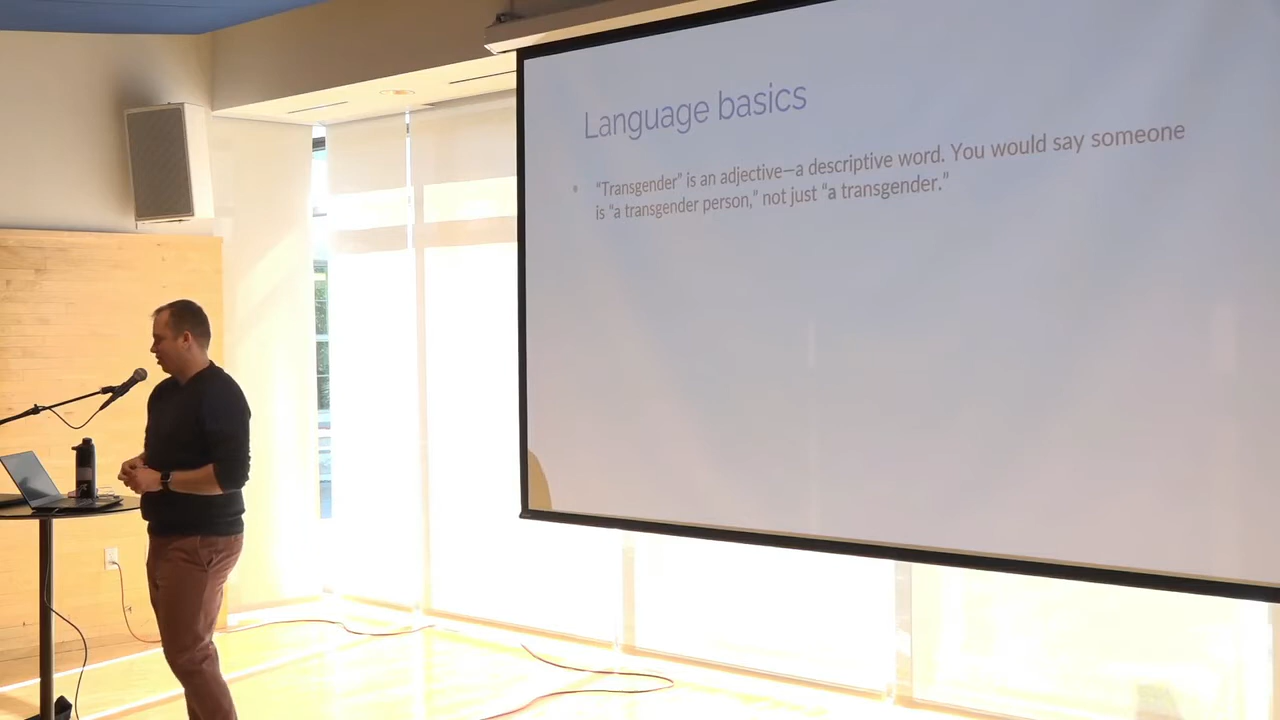 Language basics
“Transgender” is an adjective—a descriptive word. You would say someone
is “a transgender person,” not just “a transgender.”